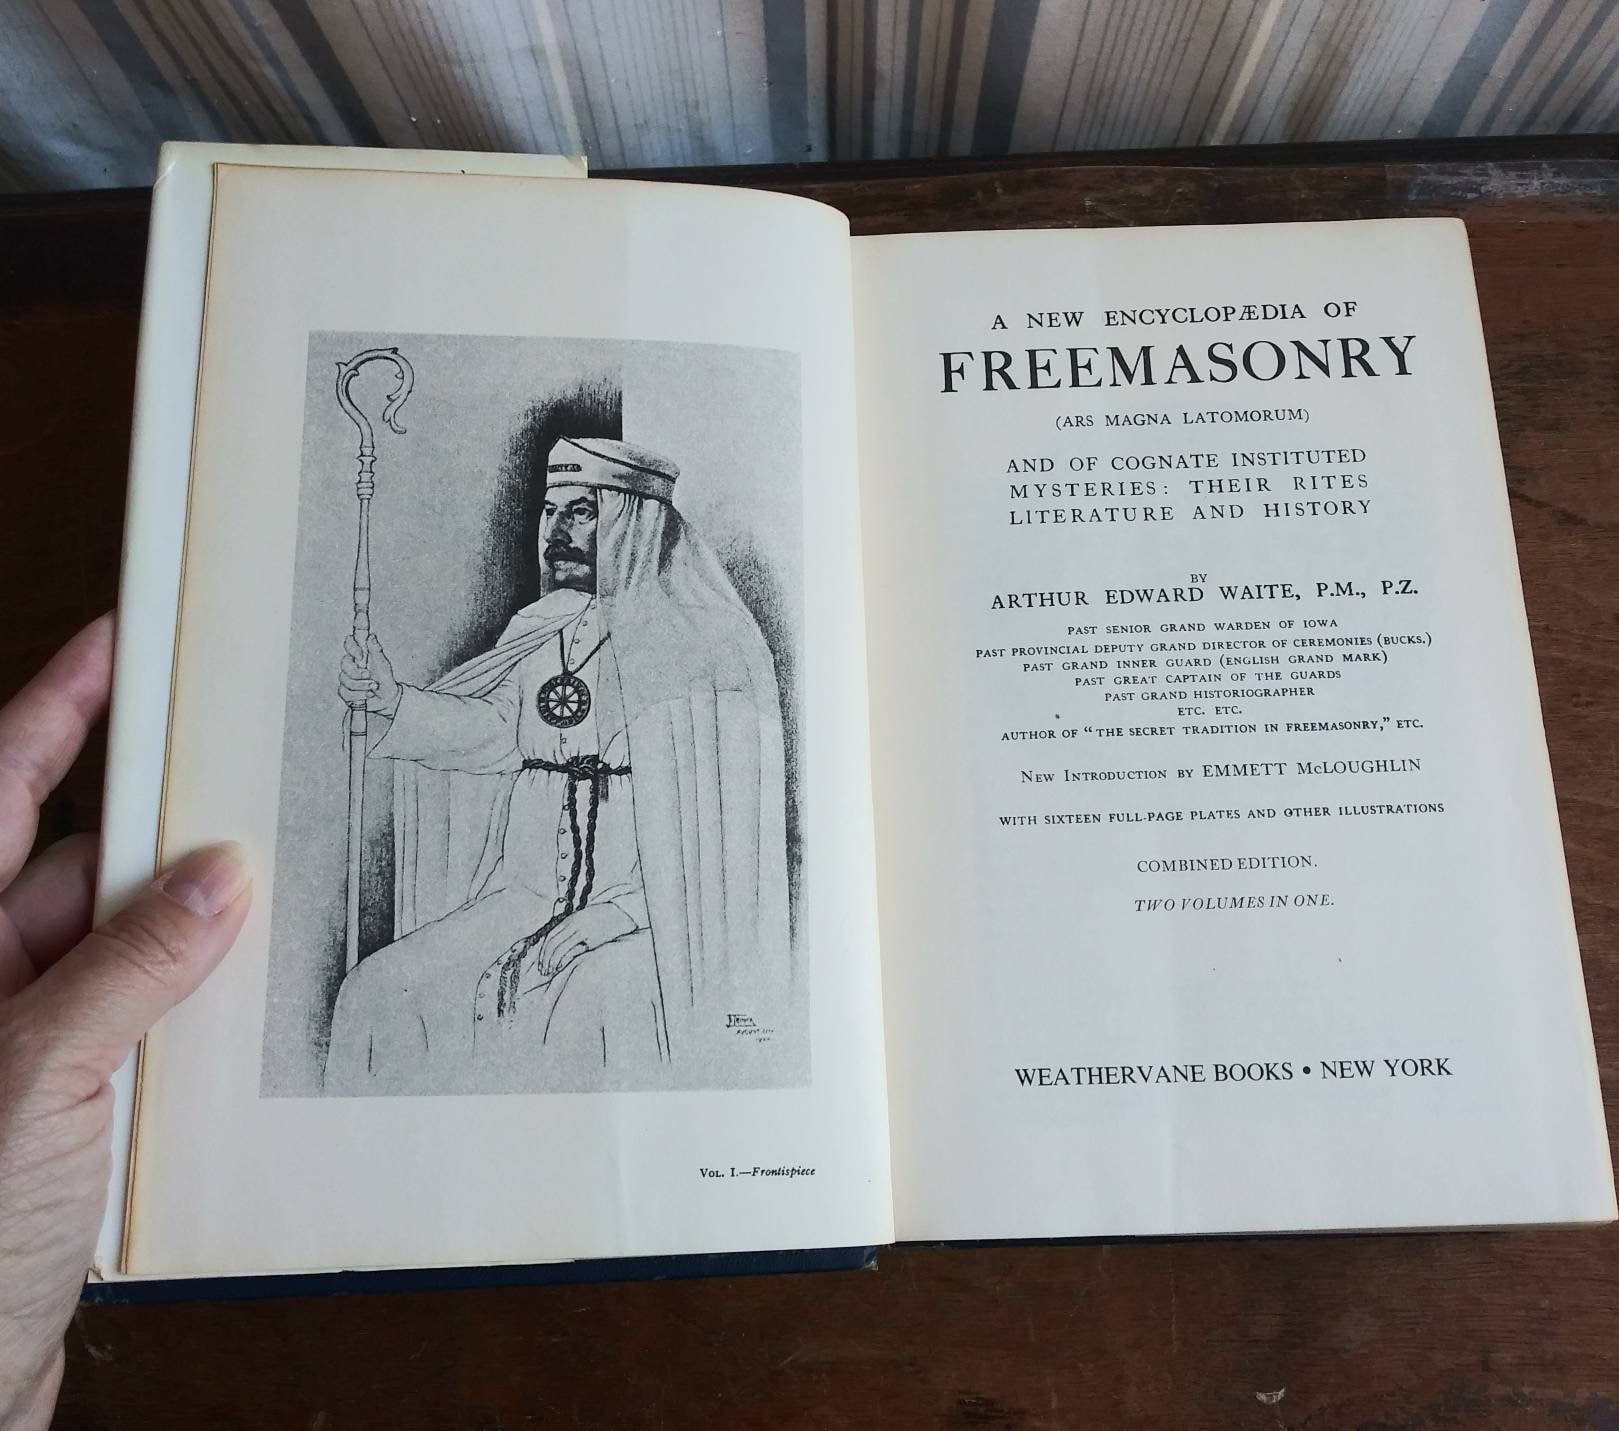 Vol. I.—Frontispiece
A NEW ENCYCLOPÆDIA OF
FREEMASONRY
(ARS MAGNA LATOMORUM)
AND OF COGNATE INSTITUTED
MYSTERIES: THEIR RITES
LITERATURE AND HISTORY
BY
ARTHUR EDWARD WAITE, P.M., P.Z.
PAST SENIOR GRAND WARDEN OF IOWA
PAST PROVINCIAL DEPUTY GRAND DIRECTOR OF CEREMONIES (BUCKS.)
PAST GRAND INNER GUARD (ENGLISH GRAND MARK)
PAST GREAT CAPTAIN OF THE GUARDS
PAST GRAND HISTORIOGRAPHER
ETC. ETC.
AUTHOR OF “THE SECRET TRADITION IN FREEMASONRY,” ETC.
New Introduction by EMMETT McLOUGHLIN
WITH SIXTEEN FULL-PAGE PLATES AND OTHER ILLUSTRATIONS
COMBINED EDITION.
TWO VOLUMES IN ONE.
WEATHERVANE BOOKS • NEW YORK